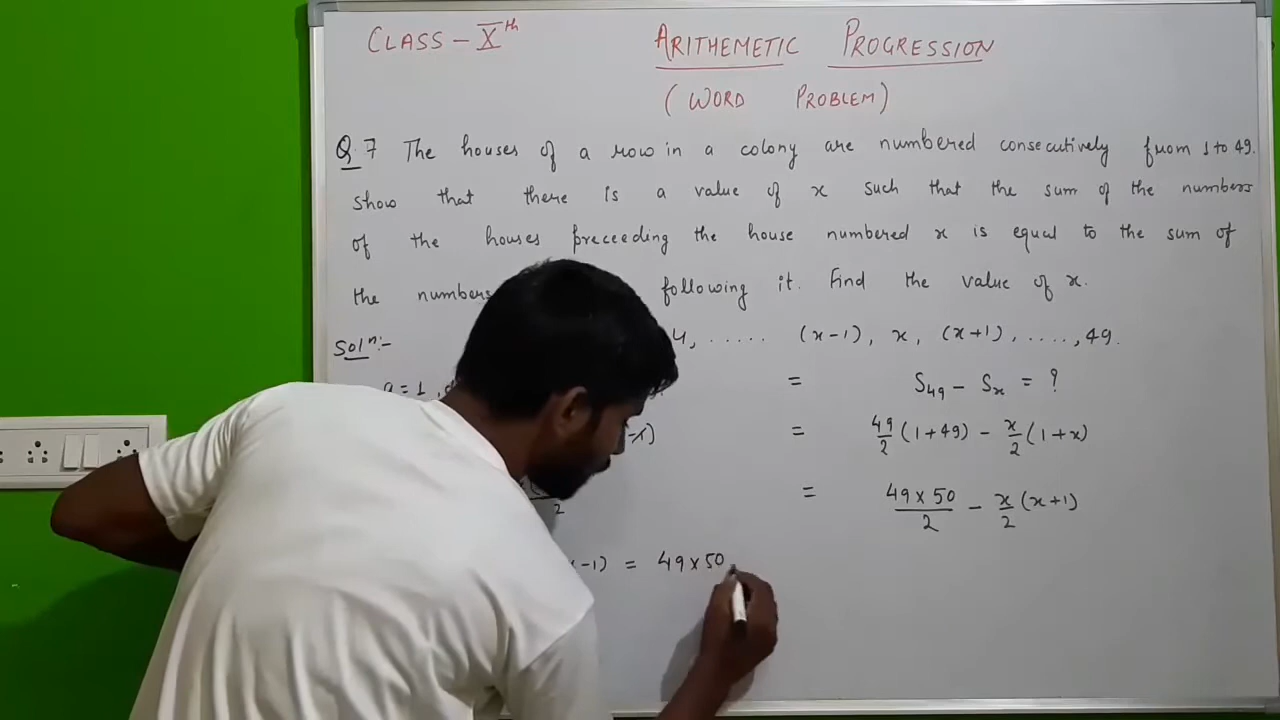 CLASS - Xth
ARITHEMETIC PROGRESSION
(WORD PROBLEM)
Q.7 The houses of a row in a colony are numbered consecutively from 1 to 49.
show that there is a value of x such that the sum of the numbers
of the houses preceeding the house numbered x is equal to the sum of
the numbers following it. Find the value of x.
Solⁿ:- 4, ..... (x-1), x, (x+1), ....., 49.
a = 1, = S₄₉ - Sₓ = ?
= 49/2 (1+49) - x/2 (1+x)
2 = 49 x 50/2 - x/2 (x+1)
-1) = 49 x 50